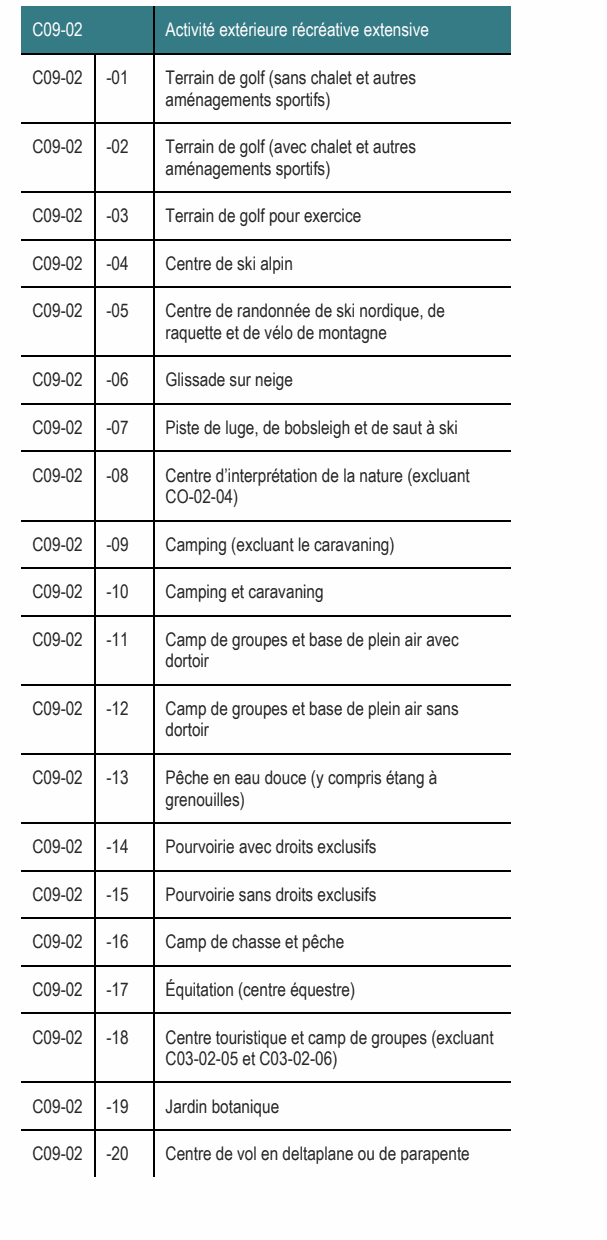 C09-02 Activité extérieure récréative extensive
C09-02 -01 Terrain de golf (sans chalet et autres
aménagements sportifs)
C09-02 -02 Terrain de golf (avec chalet et autres
aménagements sportifs)
C09-02 -03 Terrain de golf pour exercice
C09-02 -04 Centre de ski alpin
C09-02 -05 Centre de randonnée de ski nordique, de
raquette et de vélo de montagne
C09-02 -06 Glissade sur neige
C09-02 -07 Piste de luge, de bobsleigh et de saut à ski
C09-02 -08 Centre d’interprétation de la nature (excluant
CO-02-04)
C09-02 -09 Camping (excluant le caravaning)
C09-02 -10 Camping et caravaning
C09-02 -11 Camp de groupes et base de plein air avec
dortoir
C09-02 -12 Camp de groupes et base de plein air sans
dortoir
C09-02 -13 Pêche en eau douce (y compris étang à
grenouilles)
C09-02 -14 Pourvoirie avec droits exclusifs
C09-02 -15 Pourvoirie sans droits exclusifs
C09-02 -16 Camp de chasse et pêche
C09-02 -17 Équitation (centre équestre)
C09-02 -18 Centre touristique et camp de groupes (excluant
C03-02-05 et C03-02-06)
C09-02 -19 Jardin botanique
C09-02 -20 Centre de vol en deltaplane ou de parapente